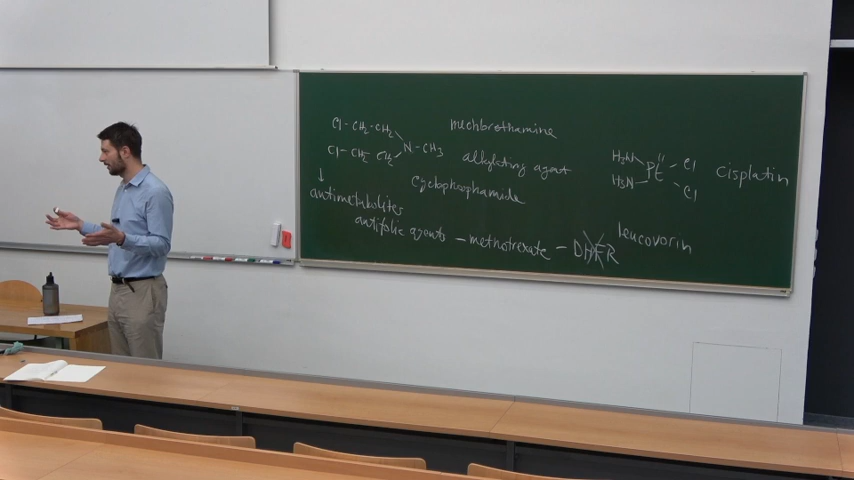 Cl-CH2-CH2
N-CH3
Cl-CH2 CH2
mechlorethamine
alkylating agent
cyclophosphamide
↓
antimetabolites
antifolic agents - methotrexate - DHFR
leucovorin
H3N
H3N
Pt II
Cl
Cl
cisplatin